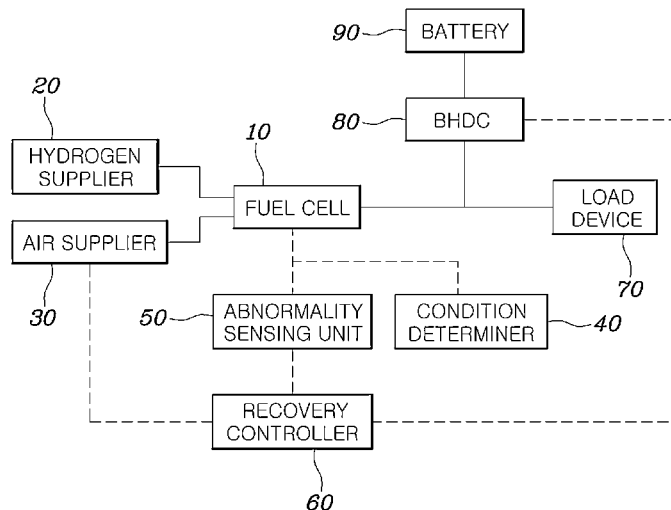 90
BATTERY
20
80
BHDC
10
HYDROGEN
SUPPLIER
FUEL CELL
LOAD
DEVICE
AIR SUPPLIER
70
30
50
ABNORMALITY
SENSING UNIT
CONDITION
DETERMINER
40
RECOVERY
CONTROLLER
60